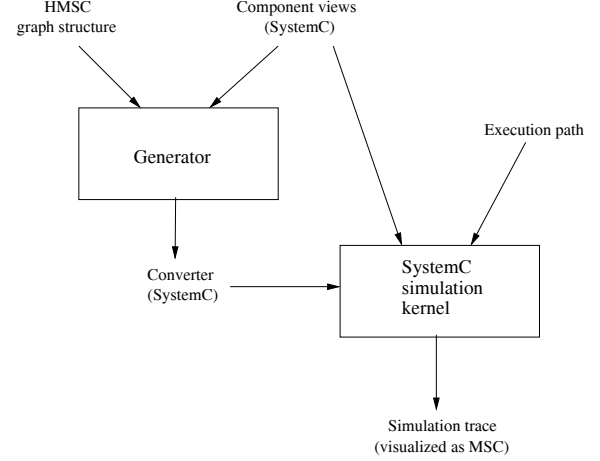 HMSC
graph structure
Component views
(SystemC)
Execution path
Generator
SystemC
simulation
kernel
Converter
(SystemC)
Simulation trace
(visualized as MSC)